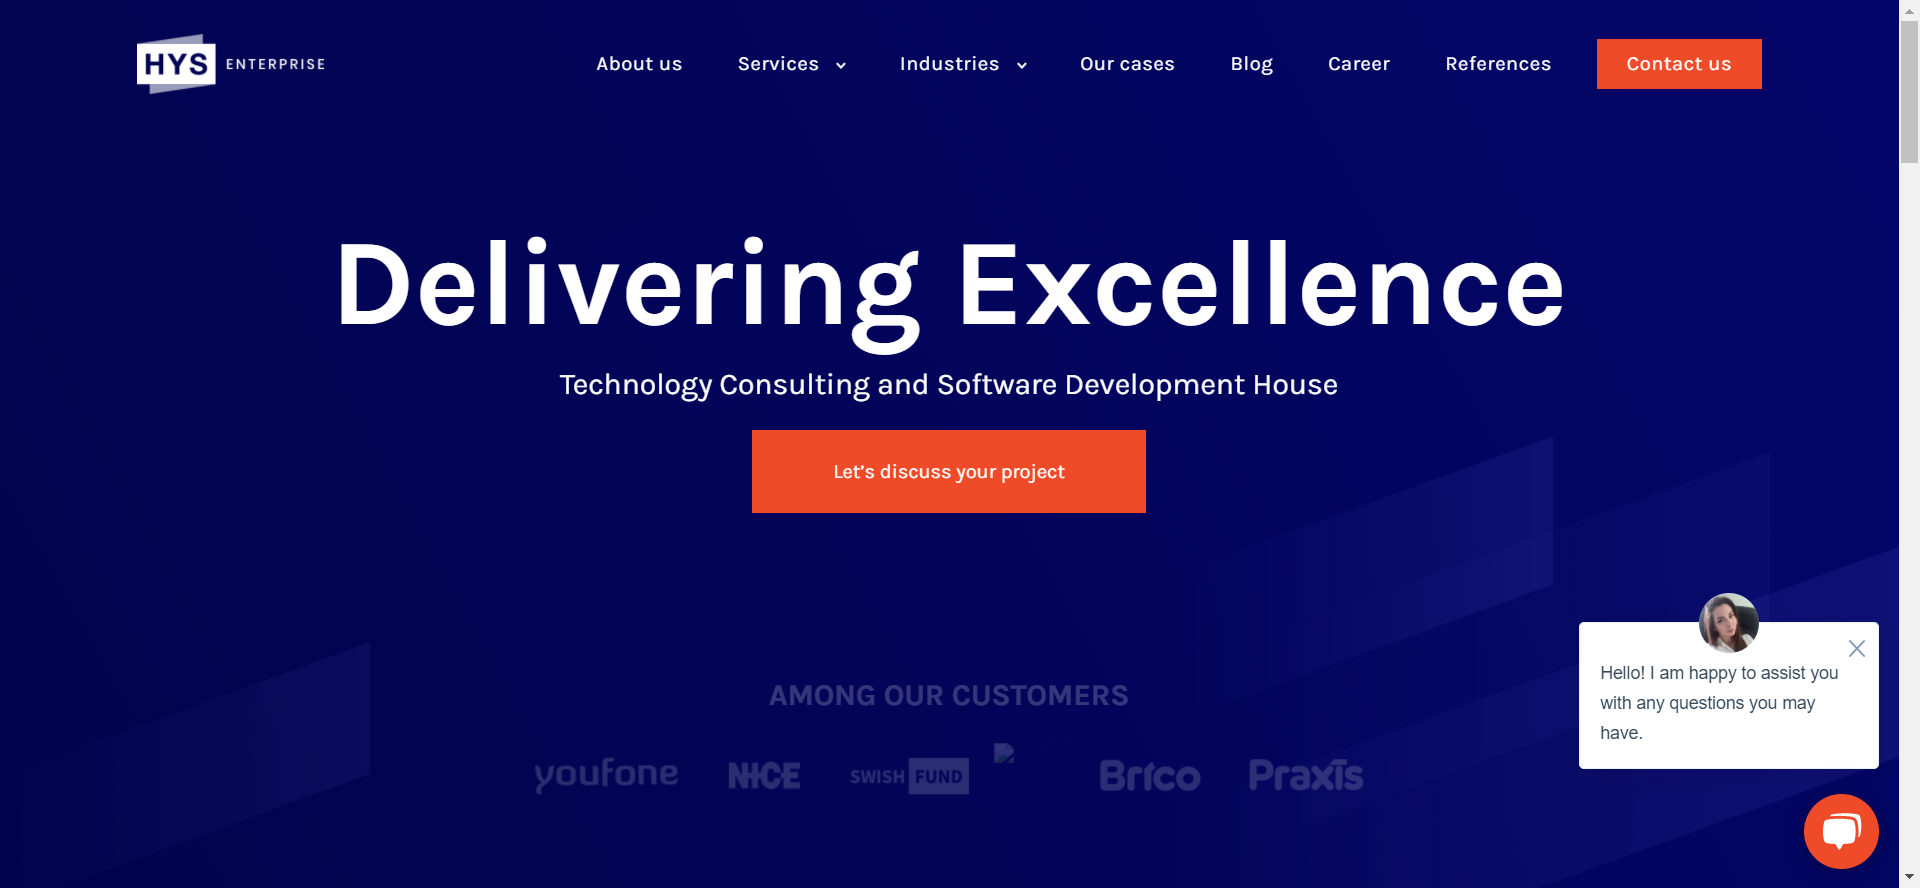 HYS ENTERPRISE
About us
Services
Industries
Our cases
Blog
Career
References
Contact us
Delivering Excellence
Technology Consulting and Software Development House
Let’s discuss your project
AMONG OUR CUSTOMERS
youfone
NICE
SWISH FUND
Brico
Praxis
Hello! I am happy to assist you
with any questions you may
have.